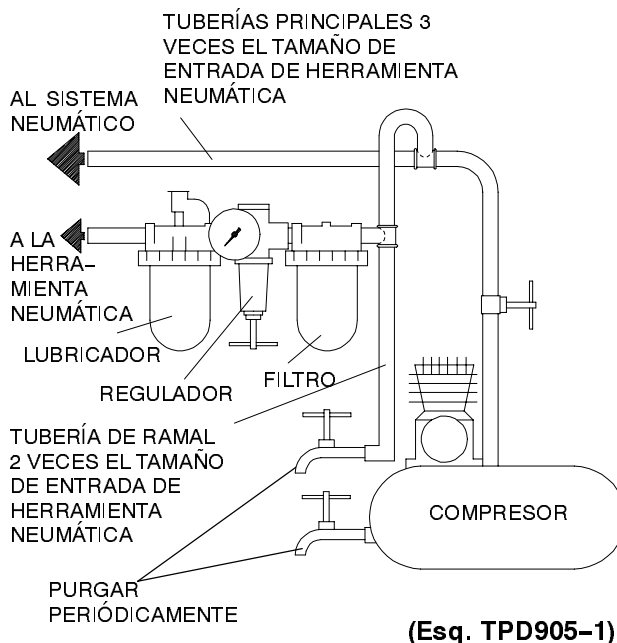 TUBERÍAS PRINCIPALES 3
VECES EL TAMAÑO DE
ENTRADA DE HERRAMIENTA
NEUMÁTICA
AL SISTEMA
NEUMÁTICO
A LA
HERRA–
MIENTA
NEUMÁTICA
LUBRICADOR
REGULADOR
FILTRO
TUBERÍA DE RAMAL
2 VECES EL TAMAÑO
DE ENTRADA DE
HERRAMIENTA
NEUMÁTICA
COMPRESOR
PURGAR
PERIÓDICAMENTE
(Esq. TPD905–1)